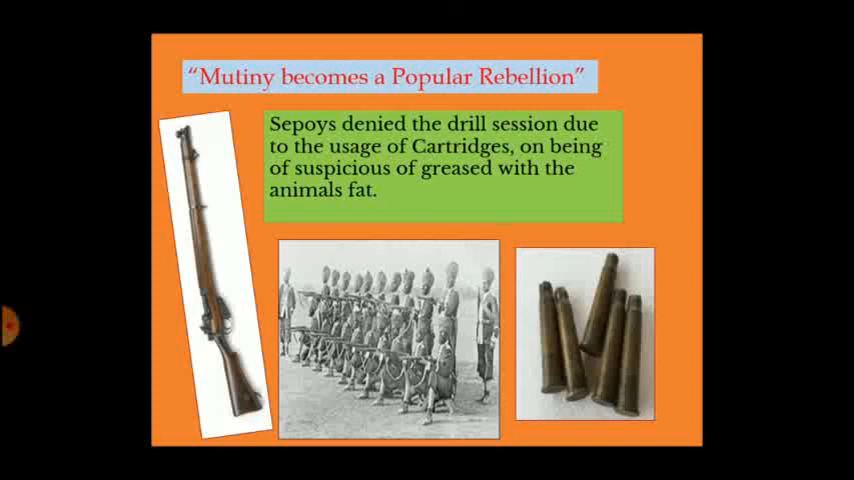 “Mutiny becomes a Popular Rebellion”
Sepoys denied the drill session due
to the usage of Cartridges, on being
of suspicious of greased with the
animals fat.